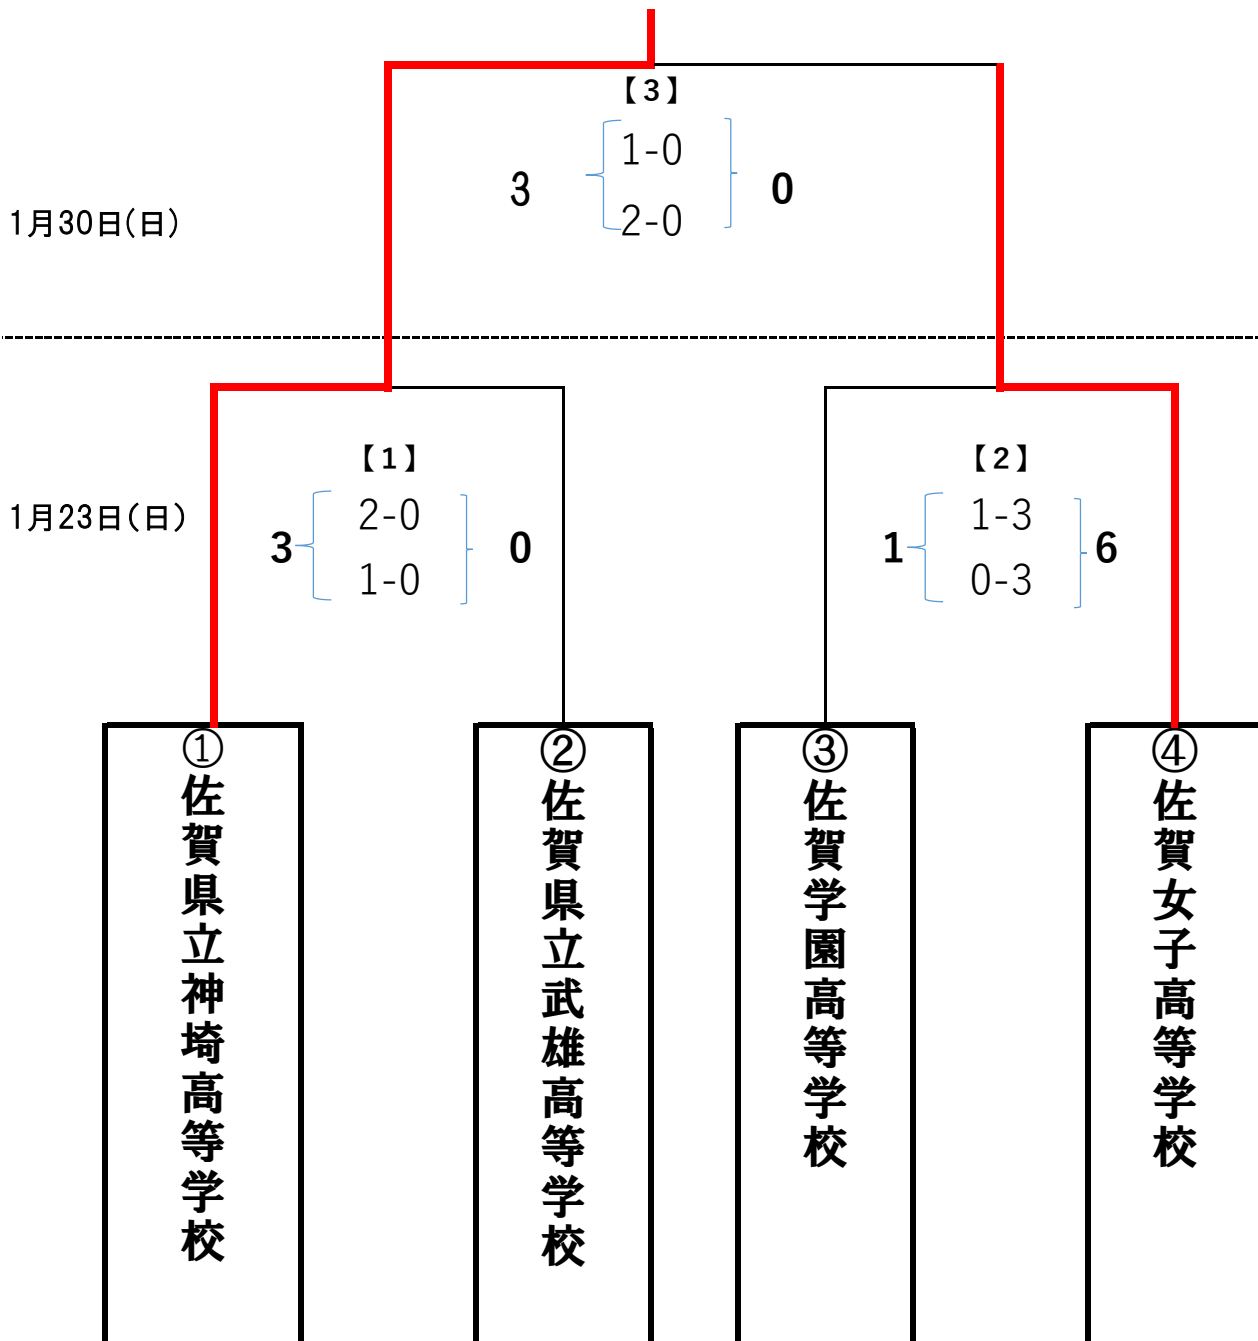 【3】
1-0
3
0
2-0
1月30日(日)
【1】
【2】
2-0
1-3
1月23日(日)
3
0
1
6
1-0
0-3
①佐賀県立神埼高等学校
②佐賀県立武雄高等学校
③佐賀学園高等学校
④佐賀女子高等学校